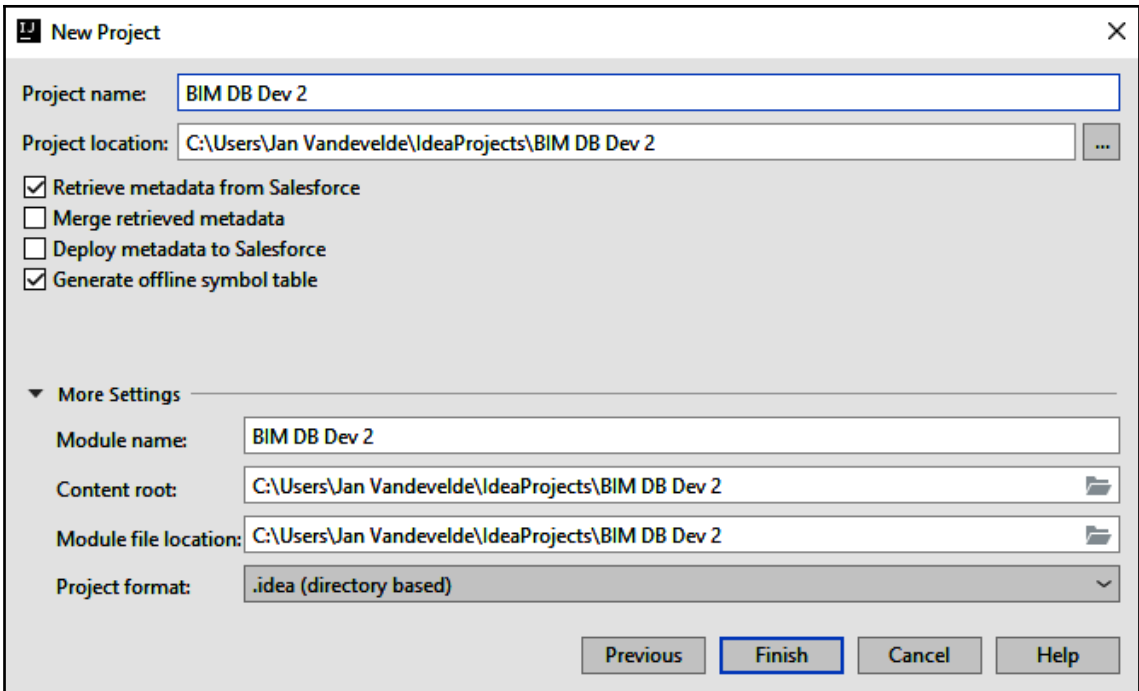 IJ New Project
Project name: BIM DB Dev 2
Project location: C:\Users\Jan Vandevelde\IdeaProjects\BIM DB Dev 2 ...
Retrieve metadata from Salesforce
Merge retrieved metadata
Deploy metadata to Salesforce
Generate offline symbol table
More Settings
Module name: BIM DB Dev 2
Content root: C:\Users\Jan Vandevelde\IdeaProjects\BIM DB Dev 2
Module file location: C:\Users\Jan Vandevelde\IdeaProjects\BIM DB Dev 2
Project format: .idea (directory based)
Previous Finish Cancel Help